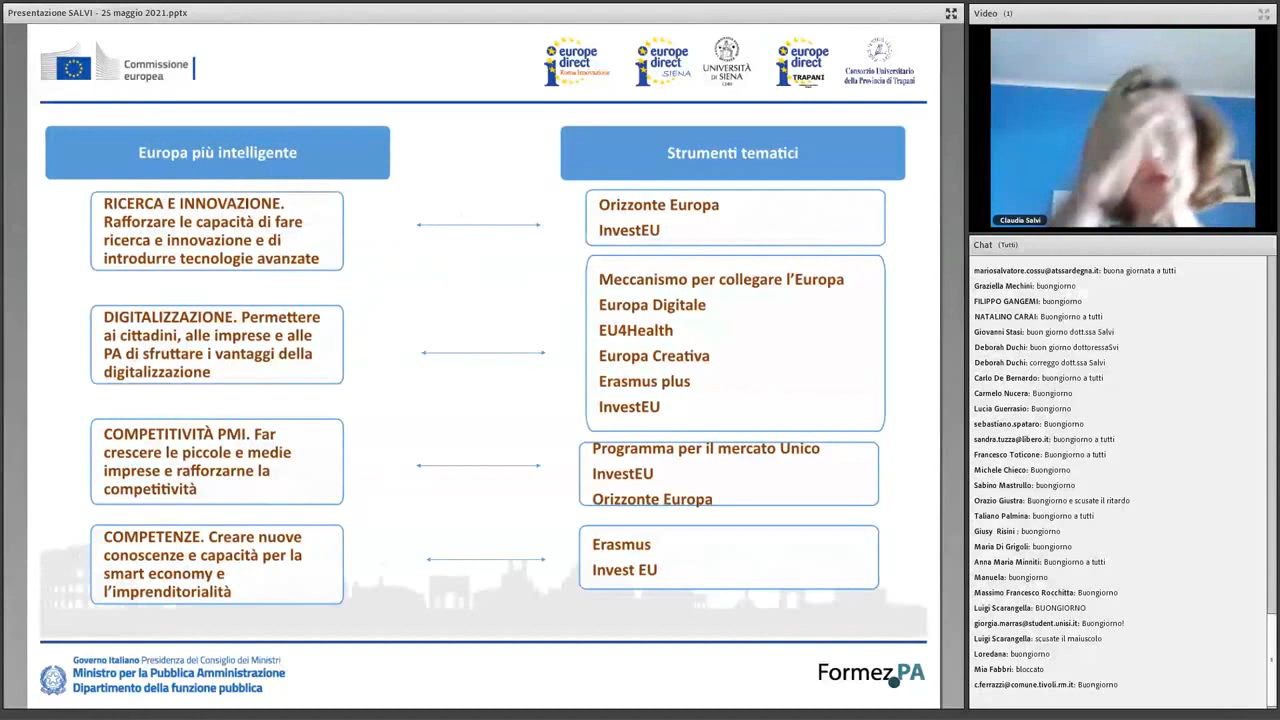 Presentazione SALVI - 25 maggio 2021.pptx
Commissione
europea
europe
direct
Roma Innovazione
europe
direct
SIENA
UNIVERSITÀ
DI SIENA
1240
europe
direct
TRAPANI
Consorzio Universitario
della Provincia di Trapani
Europa più intelligente
Strumenti tematici
RICERCA E INNOVAZIONE.
Rafforzare le capacità di fare
ricerca e innovazione e di
introdurre tecnologie avanzate
Orizzonte Europa
InvestEU
DIGITALIZZAZIONE. Permettere
ai cittadini, alle imprese e alle
PA di sfruttare i vantaggi della
digitalizzazione
Meccanismo per collegare l’Europa
Europa Digitale
EU4Health
Europa Creativa
Erasmus plus
InvestEU
COMPETITIVITÀ PMI. Far
crescere le piccole e medie
imprese e rafforzarne la
competitività
Programma per il mercato Unico
InvestEU
Orizzonte Europa
COMPETENZE. Creare nuove
conoscenze e capacità per la
smart economy e
l’imprenditorialità
Erasmus
Invest EU
Governo Italiano Presidenza del Consiglio dei Ministri
Ministro per la Pubblica Amministrazione
Dipartimento della funzione pubblica
Formez PA
Video (1)
Claudia Salvi
Chat (Tutti)
mariosalvatore.cossu@atssardegna.it: buona giornata a tutti
Graziella Mechini: buongiorno
FILIPPO GANGEMI: buongiorno
NATALINO CARAI: Buongiorno a tutti
Giovanni Stasi: buon giorno dott.ssa Salvi
Deborah Duchi: buon giorno dottoressaSvi
Deborah Duchi: correggo dott.ssa Salvi
Carlo De Bernardo: buongiorno a tutti
Carmelo Nucera: Buongiorno
Lucia Guerrasio: Buongiorno
sebastiano.spataro: Buongiorno
sandra.tuzza@libero.it: buongiorno a tutti
Francesco Toticone: Buongiorno a tutti
Michele Chieco: Buongiorno
Sabino Mastrullo: buongiorno
Orazio Giustra: Buongiorno e scusate il ritardo
Taliano Palmina: buongiorno a tutti
Giusy Risini : buongiorno
Maria Di Grigoli: buongiorno
Anna Maria Minniti: Buongiorno a tutti
Manuela: buongiorno
Massimo Francesco Rocchitta: Buongiorno
Luigi Scarangella: BUONGIORNO
giorgia.marras@student.unisi.it: Buongiorno!
Luigi Scarangella: scusate il maiuscolo
Loredana: buongiorno
Mia Fabbri: bloccato
c.ferrazzi@comune.tivoli.rm.it: Buongiorno